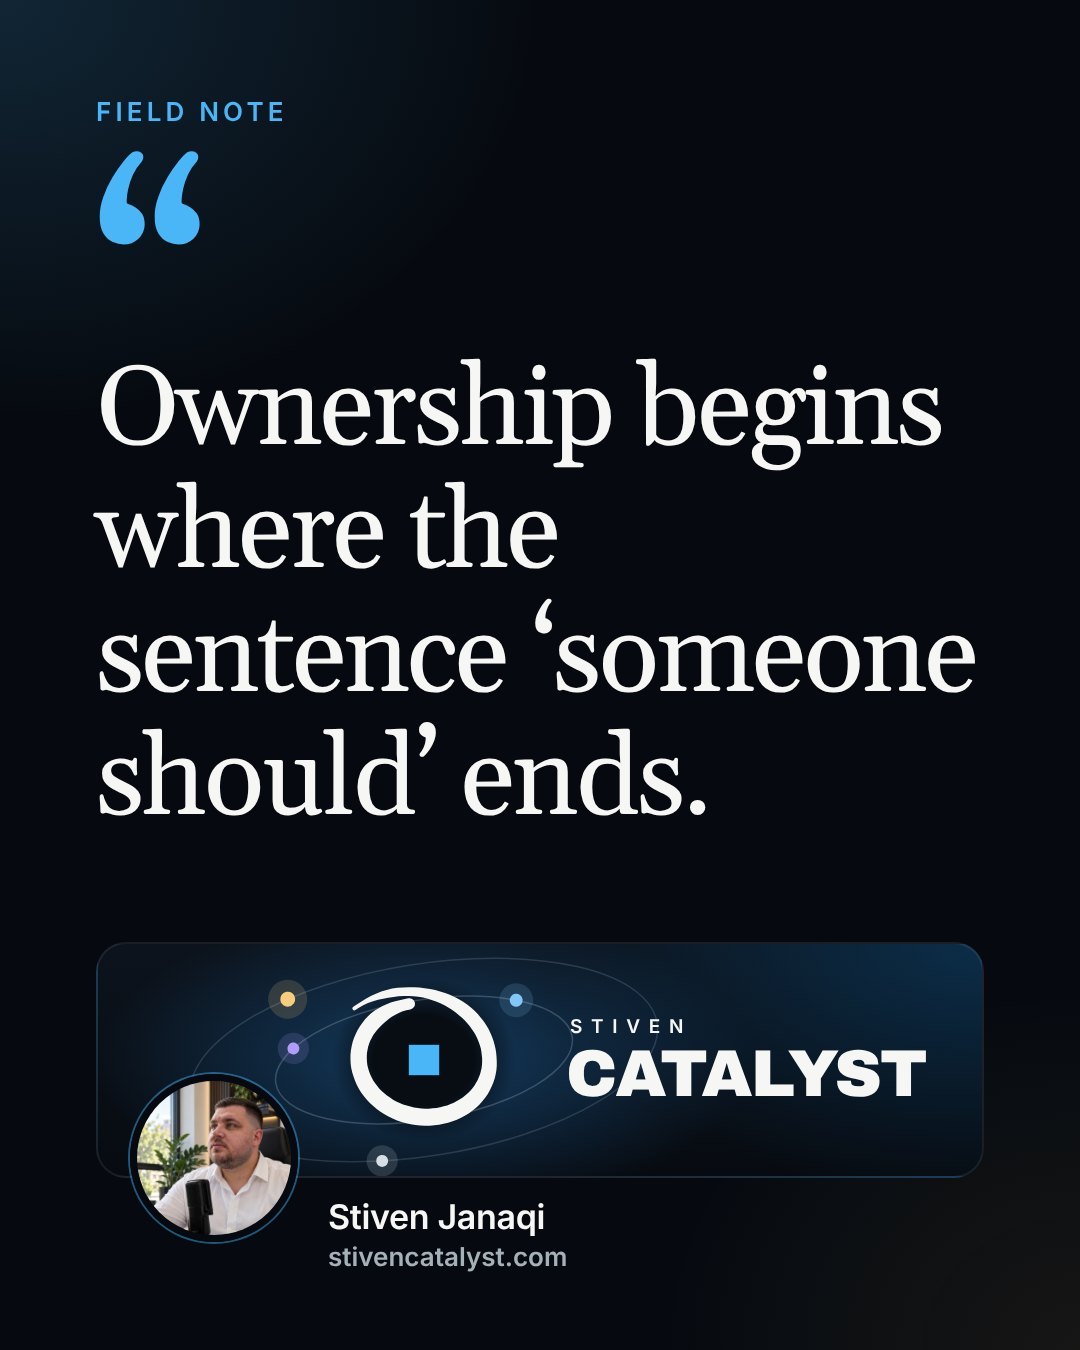 FIELD NOTE
“
Ownership begins
where the
sentence ‘someone
should’ ends.
STIVEN
CATALYST
Stiven Janaqi
stivencatalyst.com